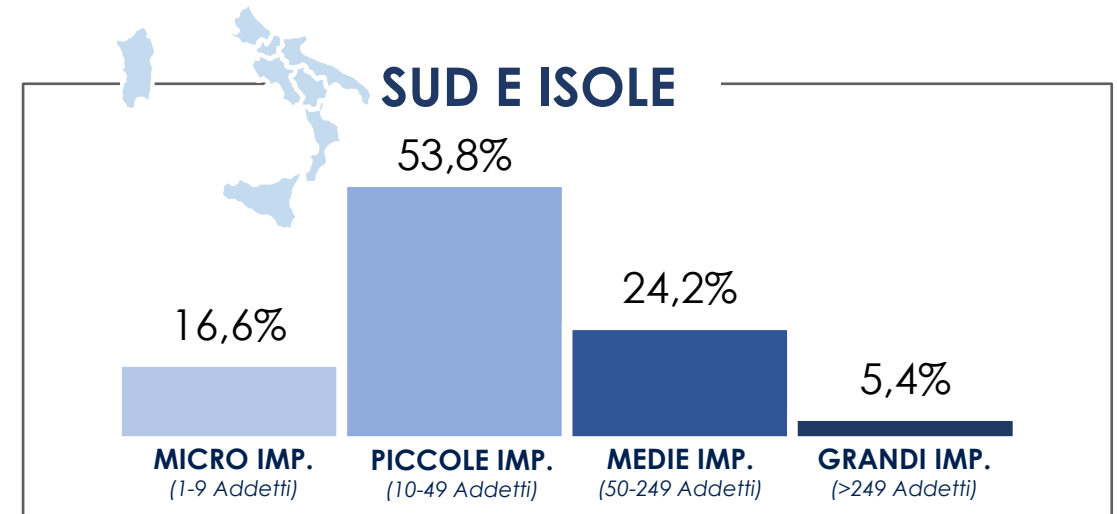 SUD E ISOLE
53,8%
24,2%
16,6%
5,4%
MICRO IMP.
(1-9 Addetti)
PICCOLE IMP.
(10-49 Addetti)
MEDIE IMP.
(50-249 Addetti)
GRANDI IMP.
(>249 Addetti)